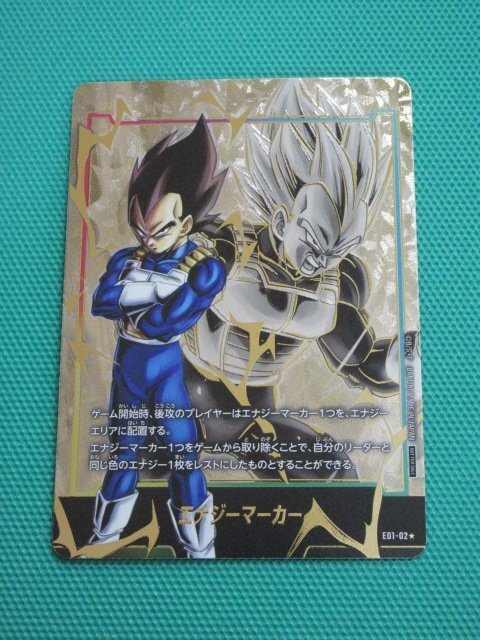 ゲーム開始時、後攻のプレイヤーはエナジーマーカー1つを、エナジー
エリアに配置する。
エナジーマーカー1つをゲームから取り除くことで、自分のリーダーと
同じ色のエナジー1枚をレストにしたものとすることができる。
エナジーマーカー
E01-02★